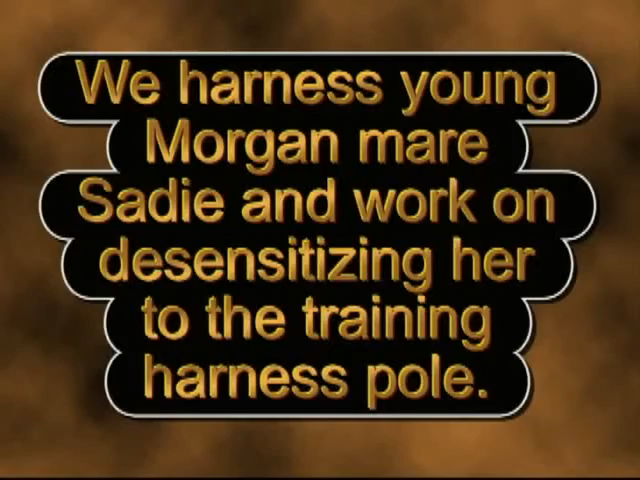 We harness young
Morgan mare
Sadie and work on
desensitizing her
to the training
harness pole.